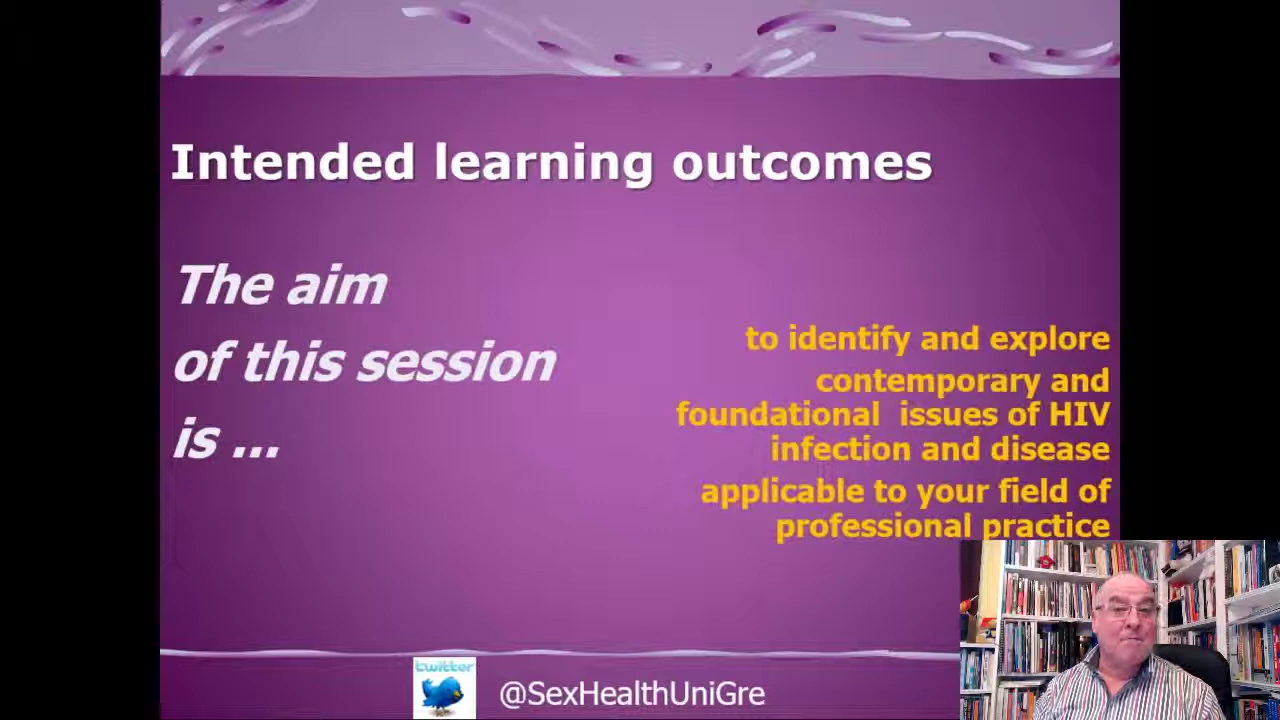 Intended learning outcomes
The aim
of this session
is ...
to identify and explore
contemporary and
foundational issues of HIV
infection and disease
applicable to your field of
professional practice
twitter
@SexHealthUniGre